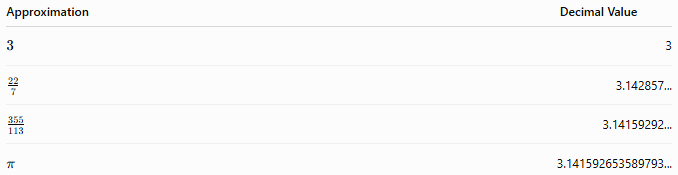 Approximation Decimal Value
3 3
22/7 3.142857...
355/113 3.14159292...
π 3.141592653589793...